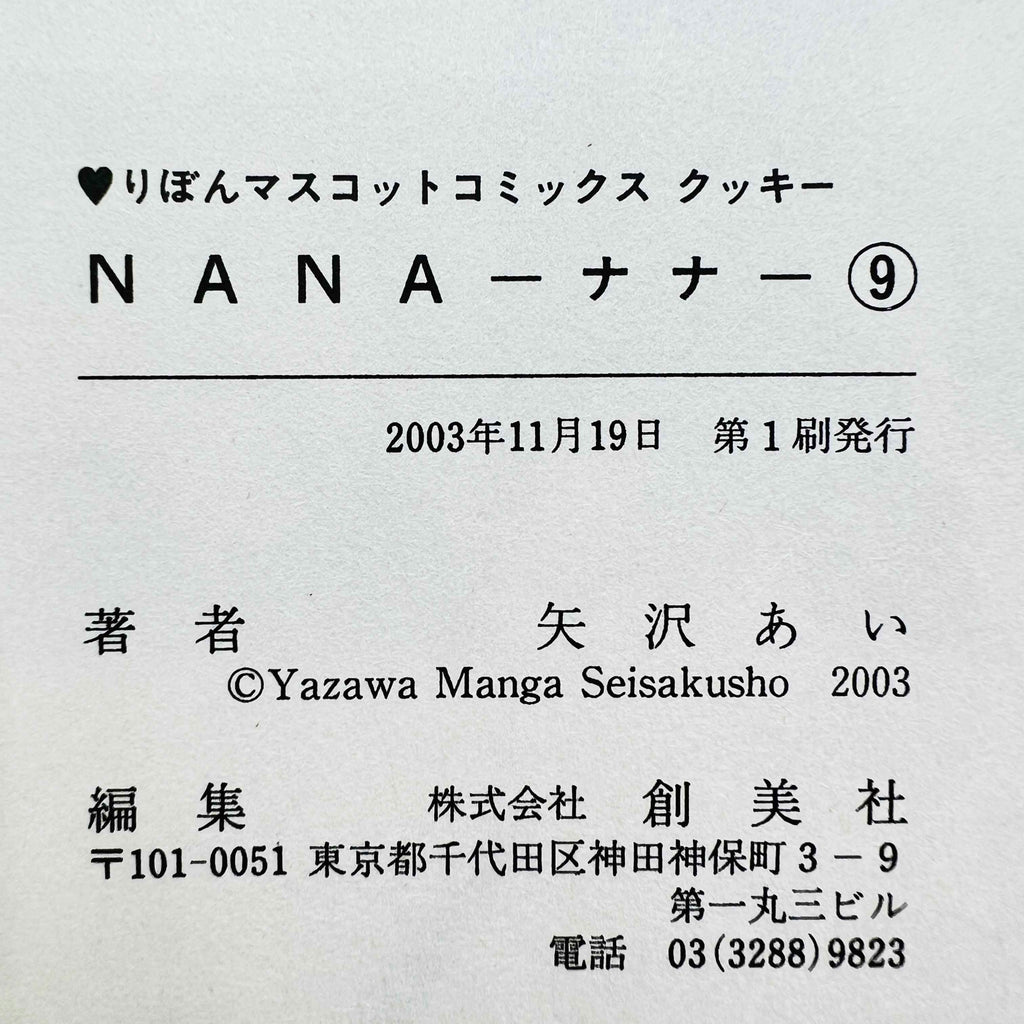 ♥りぼんマスコットコミックス クッキー
NANA－ナナ－⑨
2003年11月19日　第1刷発行
著者　矢沢あい
©Yazawa Manga Seisakusho 2003
編集　株式会社 創美社
〒101-0051 東京都千代田区神田神保町3－9
第一丸三ビル
電話 03(3288)9823